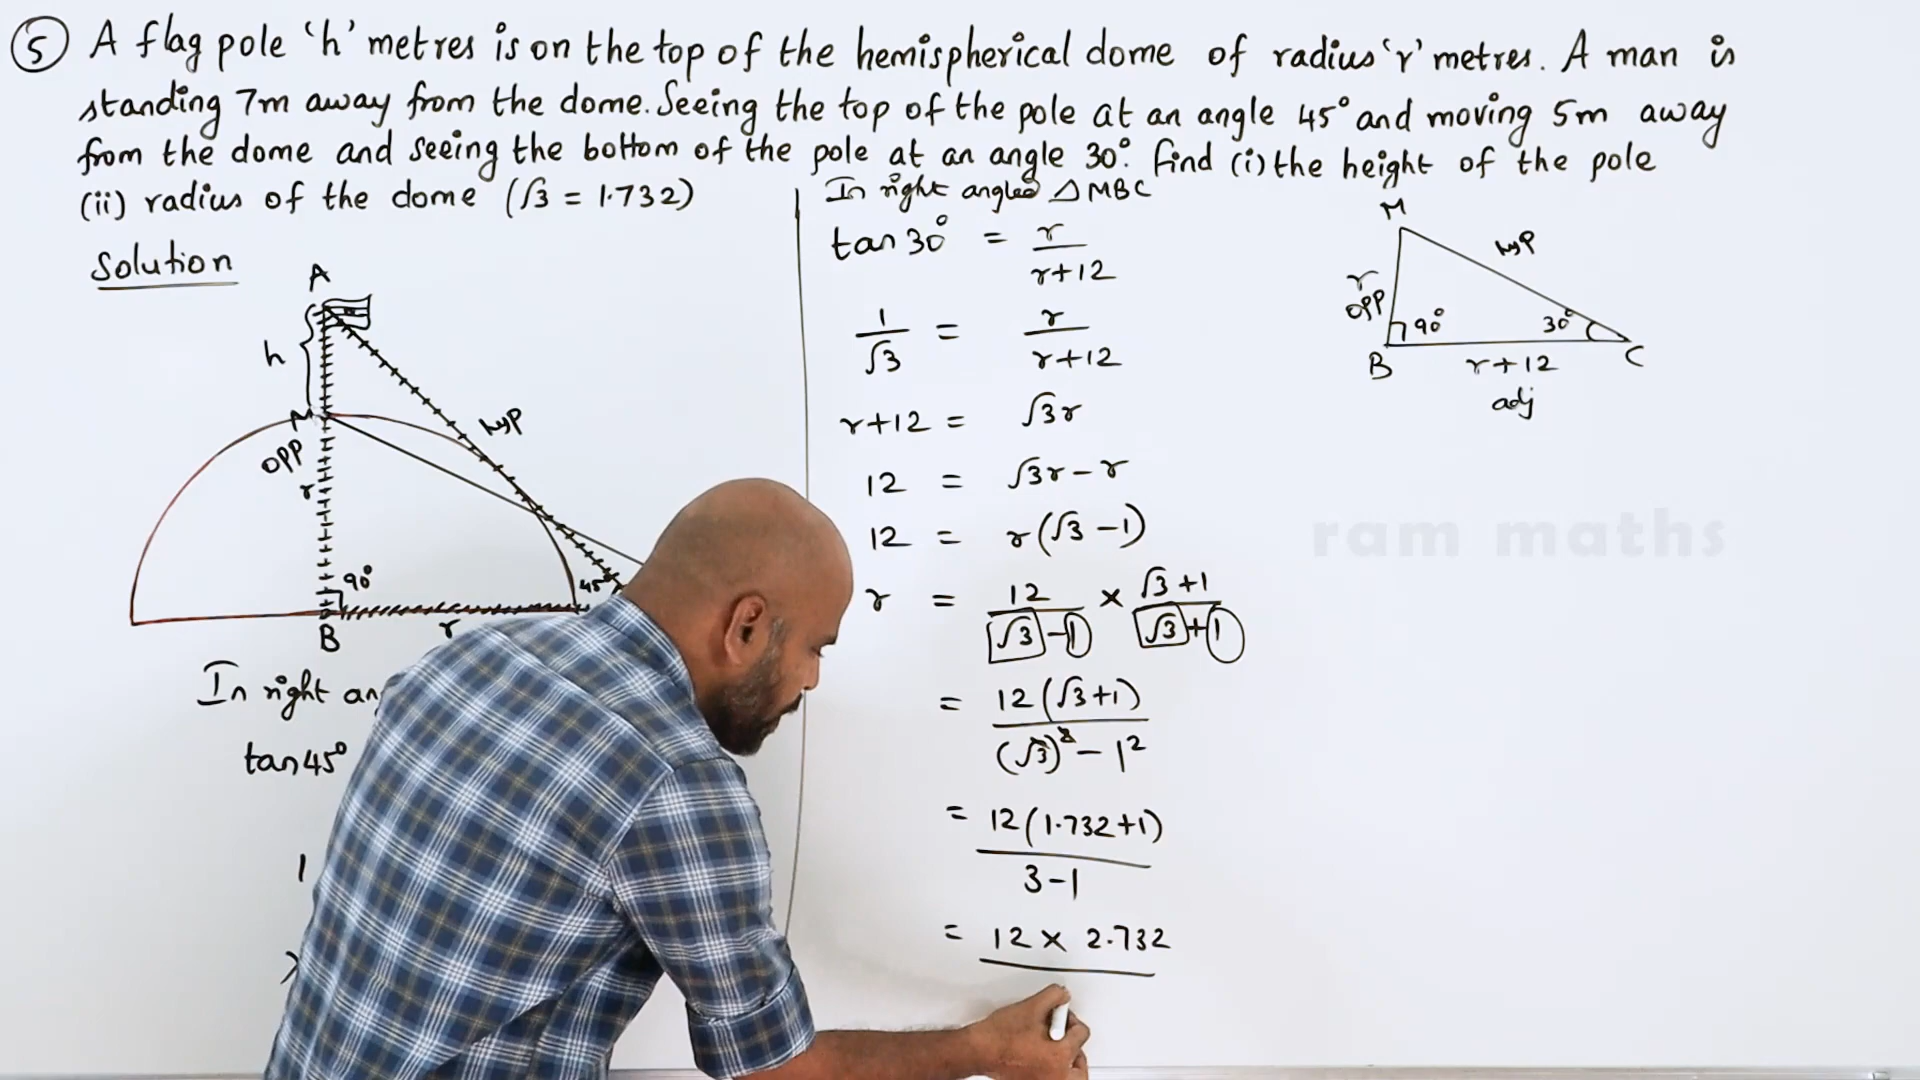 5 A flag pole 'h' metres is on the top of the hemispherical dome of radius 'r' metres. A man is
standing 7m away from the dome. Seeing the top of the pole at an angle 45° and moving 5m away
from the dome and seeing the bottom of the pole at an angle 30°. find (i) the height of the pole
(ii) radius of the dome (√3 = 1.732)
Solution
A
h
M
opp
r
hyp
90°
45°
B
r
In right an
tan45°
1
In right angled △MBC
tan 30° = r/(r+12)
1/√3 = r/(r+12)
r+12 = √3r
12 = √3r - r
12 = r(√3 - 1)
r = 12/(√3 - 1) × (√3 + 1)/(√3 + 1)
= 12(√3+1)/((√3)² - 1²)
= 12(1.732+1)/(3-1)
= 12 × 2.732
M
hyp
r
opp
90°
30°
B
r+12
C
adj
ram maths